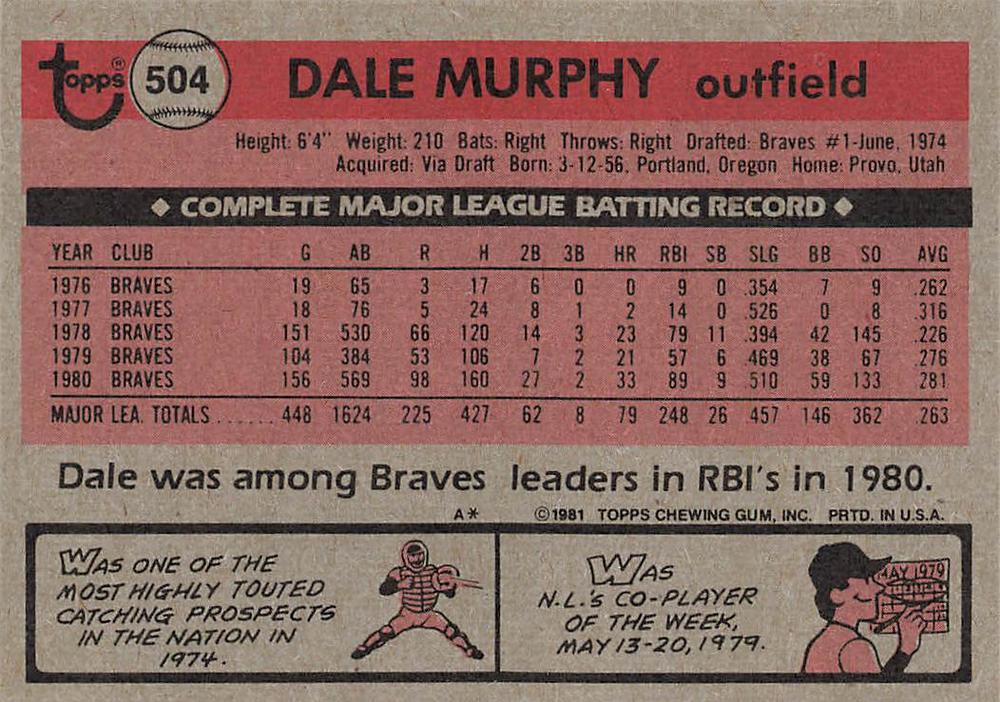 topps® 504 DALE MURPHY outfield
Height: 6'4" Weight: 210 Bats: Right Throws: Right Drafted: Braves #1-June, 1974
Acquired: Via Draft Born: 3-12-56, Portland, Oregon Home: Provo, Utah
◆ COMPLETE MAJOR LEAGUE BATTING RECORD ◆
YEAR CLUB G AB R H 2B 3B HR RBI SB SLG BB SO AVG
1976 BRAVES 19 65 3 17 6 0 0 9 0 .354 7 9 .262
1977 BRAVES 18 76 5 24 8 1 2 14 0 .526 0 8 .316
1978 BRAVES 151 530 66 120 14 3 23 79 11 .394 42 145 .226
1979 BRAVES 104 384 53 106 7 2 21 57 6 .469 38 67 .276
1980 BRAVES 156 569 98 160 27 2 33 89 9 .510 59 133 .281
MAJOR LEA. TOTALS....... 448 1624 225 427 62 8 79 248 26 .457 146 362 .263
Dale was among Braves leaders in RBI's in 1980.
A* ©1981 TOPPS CHEWING GUM, INC. PRTD. IN U.S.A.
WAS ONE OF THE
MOST HIGHLY TOUTED
CATCHING PROSPECTS
IN THE NATION IN
1974.
WAS
N.L.'S CO-PLAYER
OF THE WEEK,
MAY 13-20, 1979.
MAY 1979